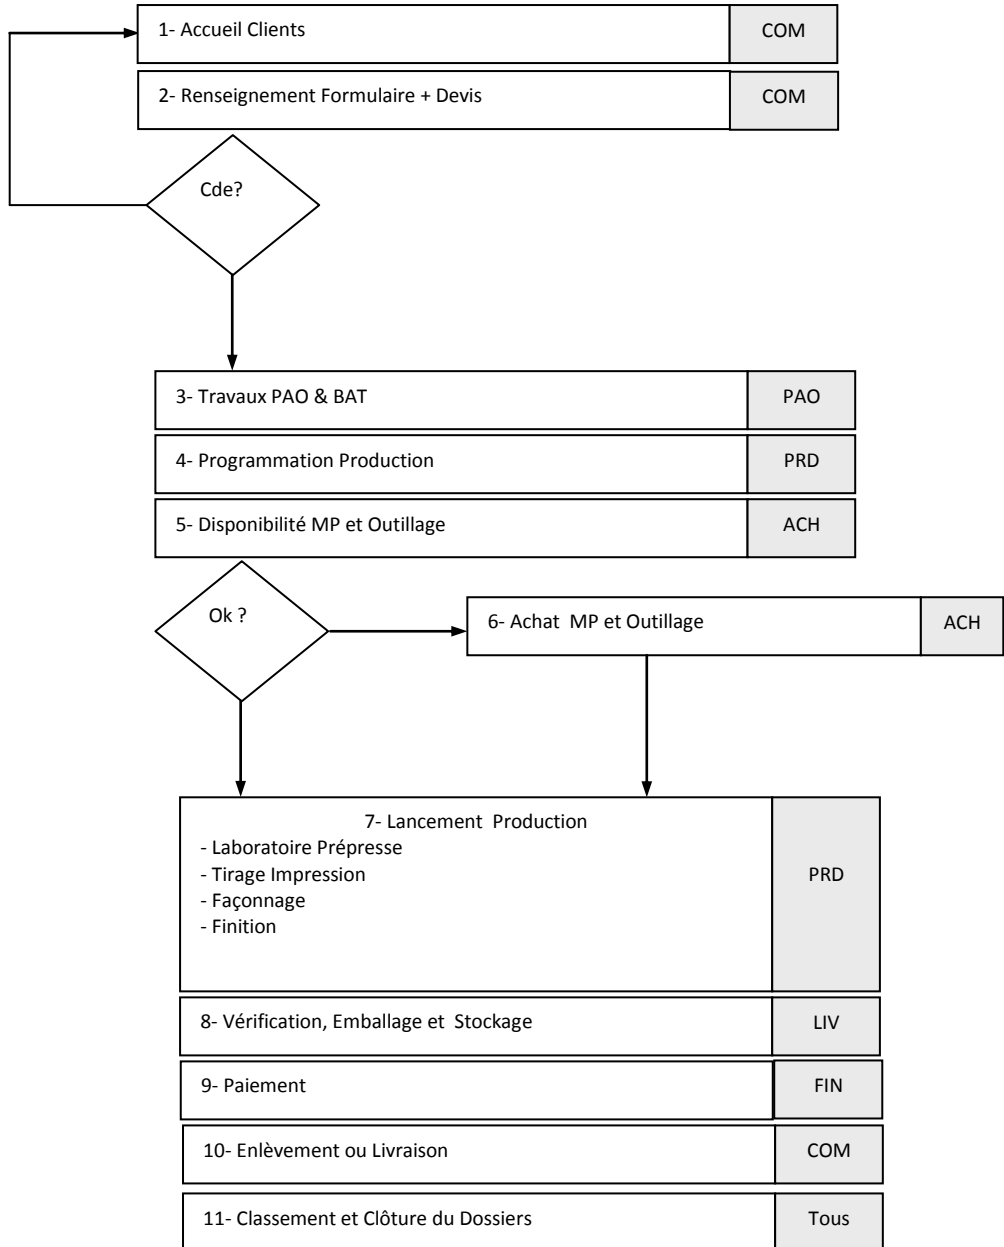 1- Accueil Clients COM
2- Renseignement Formulaire + Devis COM
Cde?
3- Travaux PAO & BAT PAO
4- Programmation Production PRD
5- Disponibilité MP et Outillage ACH
Ok ?
6- Achat  MP et Outillage ACH
7- Lancement  Production
- Laboratoire Prépresse
- Tirage Impression
PRD
- Façonnage
- Finition
8- Vérification, Emballage et  Stockage LIV
9- Paiement FIN
10- Enlèvement ou Livraison COM
11- Classement et Clôture du Dossiers Tous